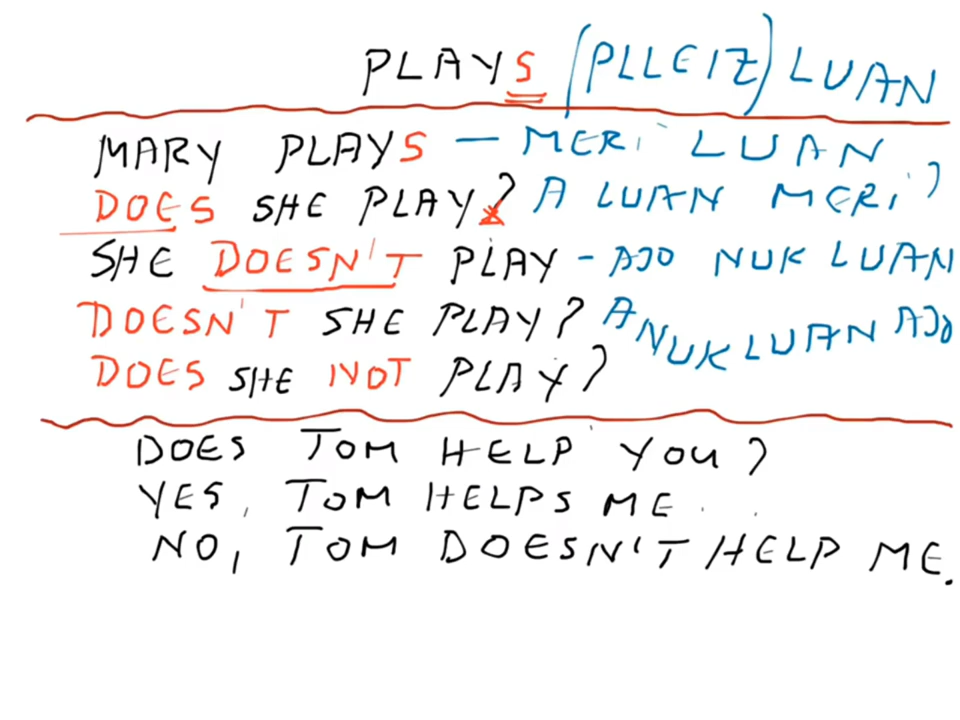 PLAYS (PLLEIZ) LUAN
MARY PLAYS - MERI LUAN
DOES SHE PLAY? A LUAN MERI?
SHE DOESN'T PLAY - AJO NUK LUAN
DOESN'T SHE PLAY? A NUK LUAN AJO
DOES SHE NOT PLAY?
DOES TOM HELP YOU?
YES, TOM HELPS ME.
NO, TOM DOESN'T HELP ME.